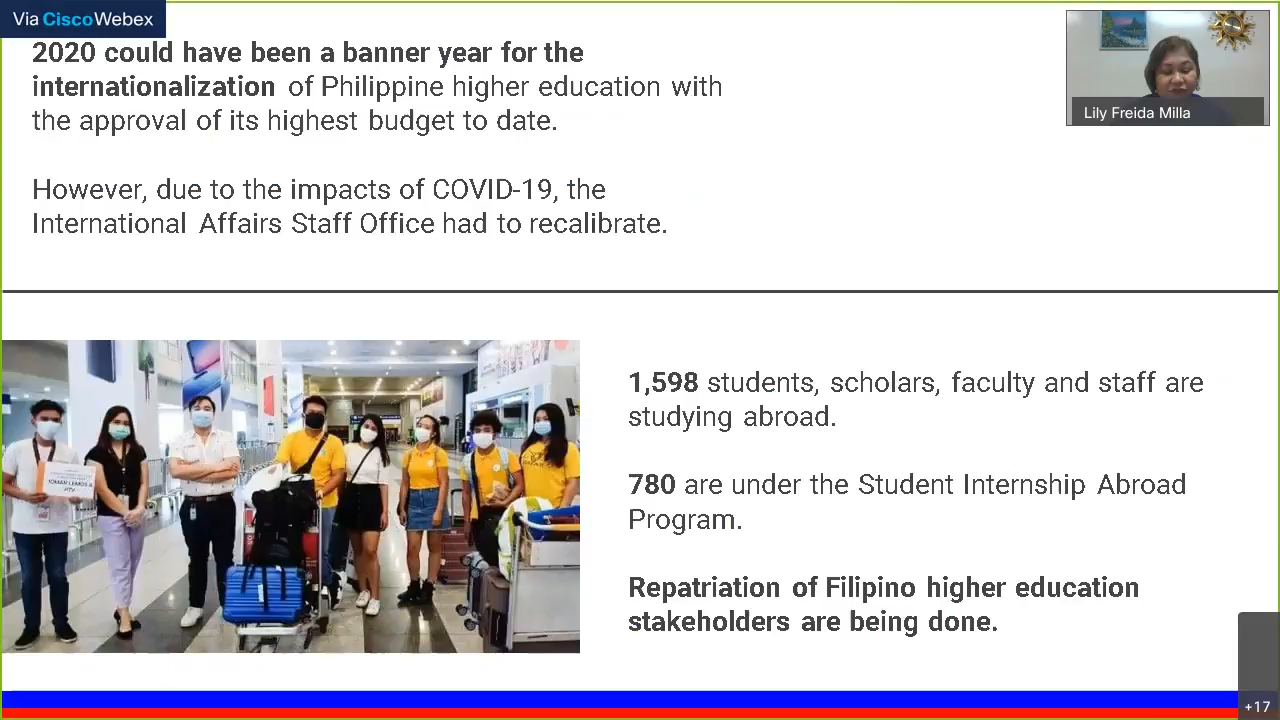 Via CiscoWebex
2020 could have been a banner year for the
internationalization of Philippine higher education with
the approval of its highest budget to date.
However, due to the impacts of COVID-19, the
International Affairs Staff Office had to recalibrate.
Lily Freida Milla
1,598 students, scholars, faculty and staff are
studying abroad.
780 are under the Student Internship Abroad
Program.
Repatriation of Filipino higher education
stakeholders are being done.
+17